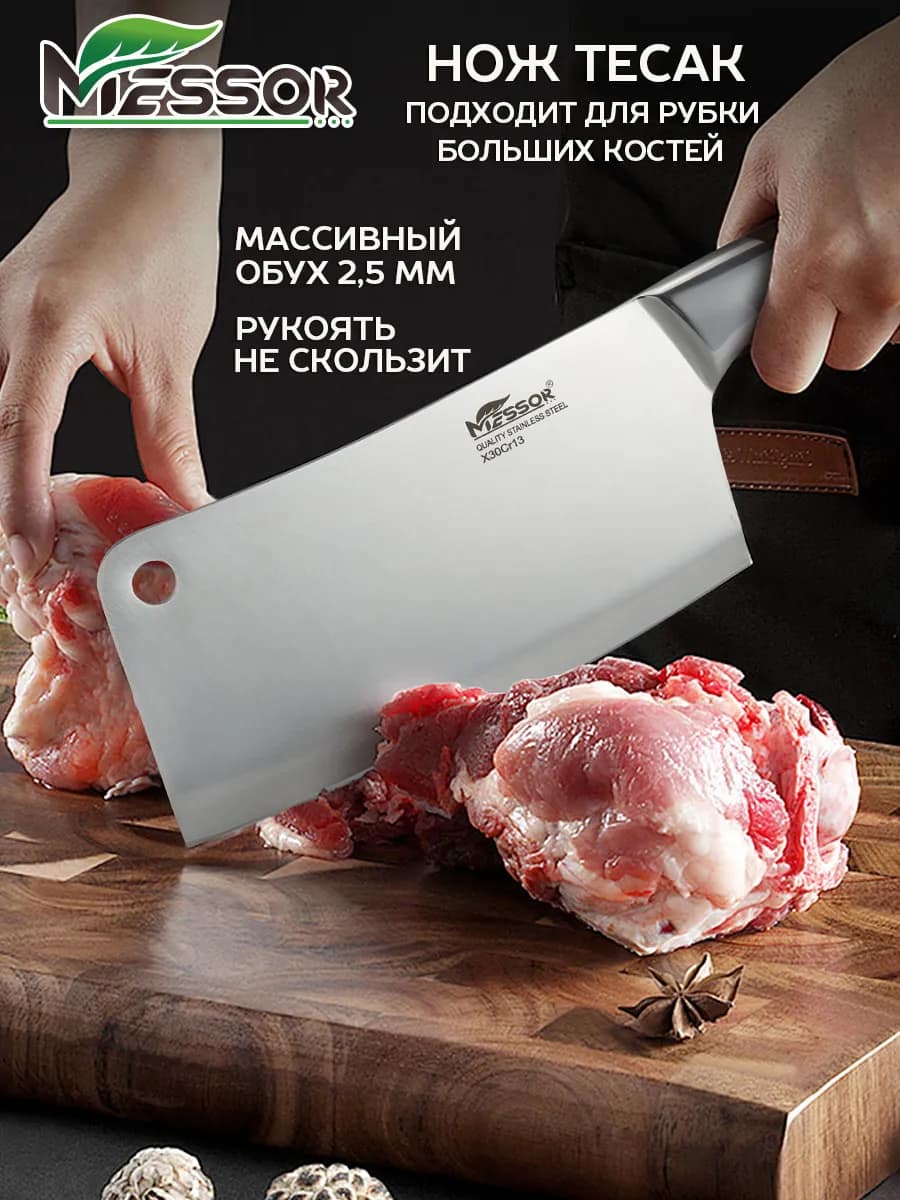 MESSOR
НОЖ ТЕСАК
ПОДХОДИТ ДЛЯ РУБКИ
БОЛЬШИХ КОСТЕЙ
МАССИВНЫЙ
ОБУХ 2,5 ММ
РУКОЯТЬ
НЕ СКОЛЬЗИТ
MESSOR®
QUALITY STAINLESS STEEL
X30Cr13